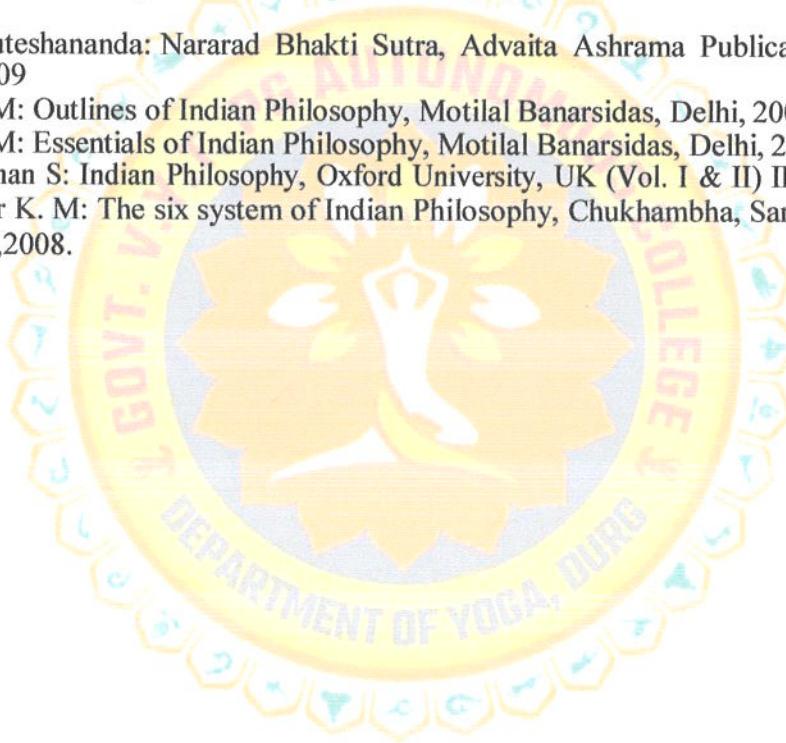 uteshananda: Nararad Bhakti Sutra, Advaita Ashrama Publica
09
M: Outlines of Indian Philosophy, Motilal Banarsidas, Delhi, 20
M: Essentials of Indian Philosophy, Motilal Banarsidas, Delhi, 2
nan S: Indian Philosophy, Oxford University, UK (Vol. I & II)
r K. M: The six system of Indian Philosophy, Chukhambha, San
,2008.
GOVT. V.Y.T. PG AUTONOMOUS COLLEGE
DEPARTMENT OF YOGA, DURG